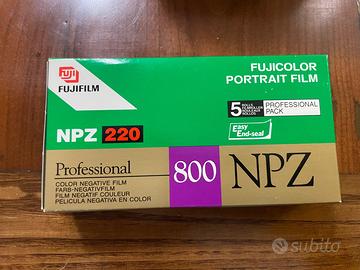 FUJI
FUJIFILM
FUJICOLOR
PORTRAIT FILM
5 ROLLS PROFESSIONAL
PACK
Easy
End-seal
NPZ 220
Professional 800 NPZ
COLOR NEGATIVE FILM
FARB-NEGATIVFILM
FILM NEGATIF COULEUR
PELICULA NEGATIVA EN COLOR
subito